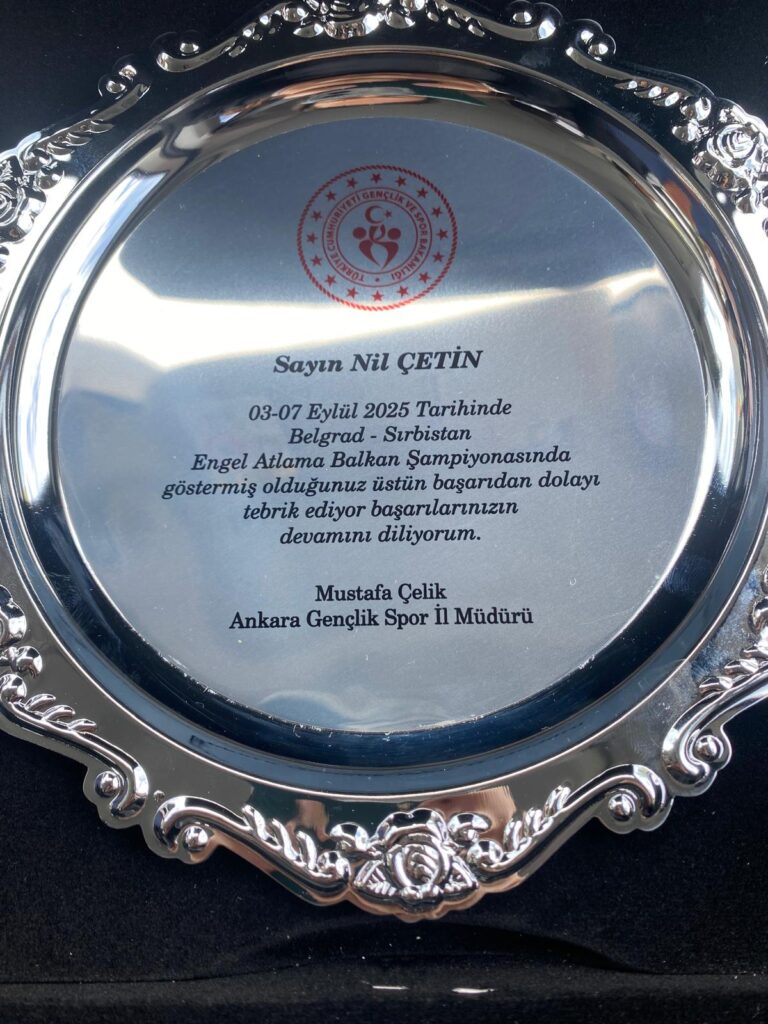 TÜRKİYE CUMHURİYETİ GENÇLİK VE SPOR BAKANLIĞI
Sayın Nil ÇETİN
03-07 Eylül 2025 Tarihinde
Belgrad - Sırbistan
Engel Atlama Balkan Şampiyonasında
göstermiş olduğunuz üstün başarıdan dolayı
tebrik ediyor başarılarınızın
devamını diliyorum.
Mustafa Çelik
Ankara Gençlik Spor İl Müdürü